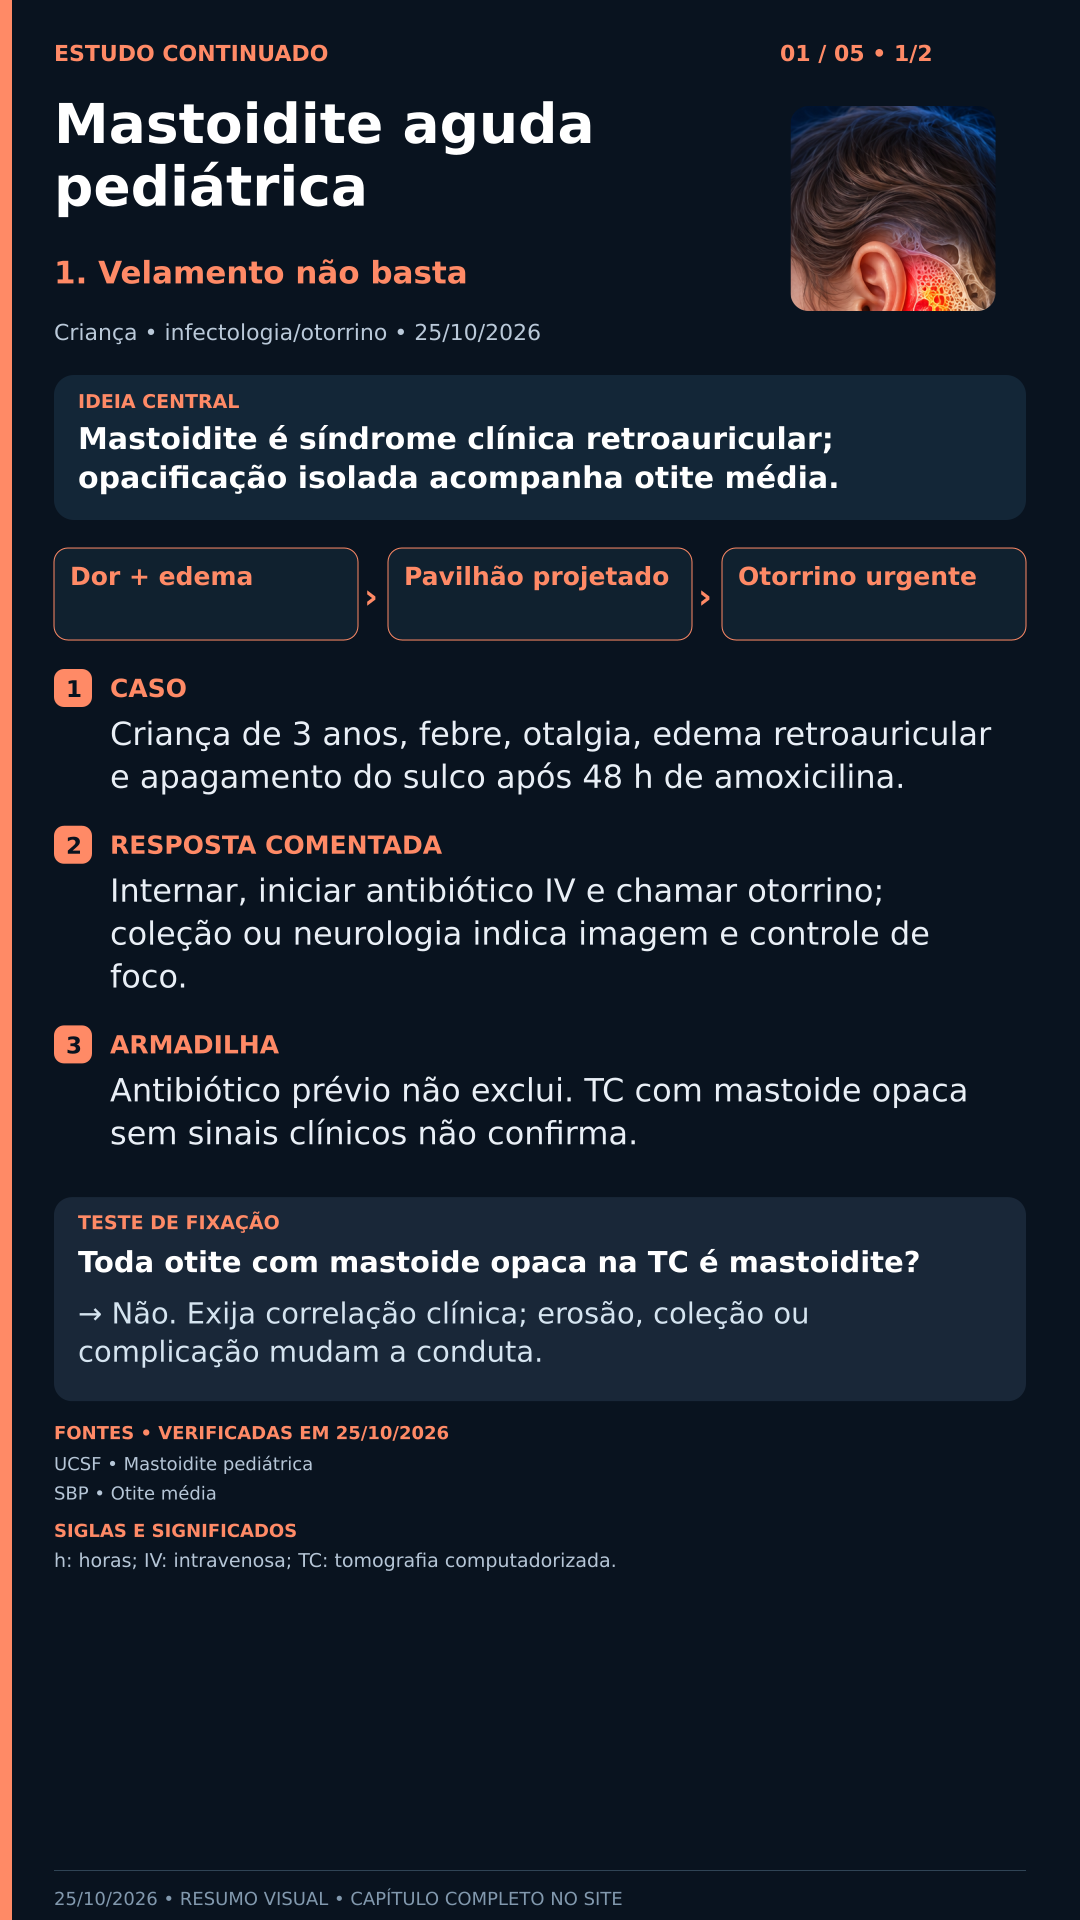 ESTUDO CONTINUADO
01 / 05 • 1/2
Mastoidite aguda
pediátrica
1. Velamento não basta
Criança • infectologia/otorrino • 25/10/2026
IDEIA CENTRAL
Mastoidite é síndrome clínica retroauricular;
opacificação isolada acompanha otite média.
Dor + edema
›
Pavilhão projetado
›
Otorrino urgente
1 CASO
Criança de 3 anos, febre, otalgia, edema retroauricular
e apagamento do sulco após 48 h de amoxicilina.
2 RESPOSTA COMENTADA
Internar, iniciar antibiótico IV e chamar otorrino;
coleção ou neurologia indica imagem e controle de
foco.
3 ARMADILHA
Antibiótico prévio não exclui. TC com mastoide opaca
sem sinais clínicos não confirma.
TESTE DE FIXAÇÃO
Toda otite com mastoide opaca na TC é mastoidite?
→ Não. Exija correlação clínica; erosão, coleção ou
complicação mudam a conduta.
FONTES • VERIFICADAS EM 25/10/2026
UCSF • Mastoidite pediátrica
SBP • Otite média
SIGLAS E SIGNIFICADOS
h: horas; IV: intravenosa; TC: tomografia computadorizada.
25/10/2026 • RESUMO VISUAL • CAPÍTULO COMPLETO NO SITE